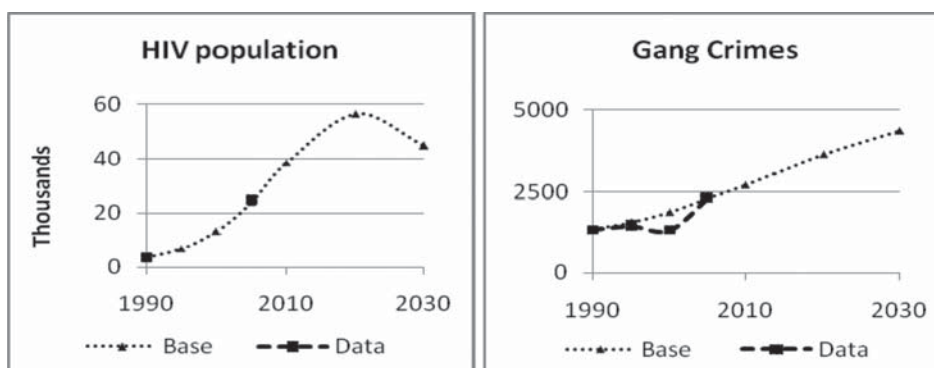 HIV population
Thousands
60
40
20
0
1990 2010 2030
Base Data
Gang Crimes
5000
2500
0
1990 2010 2030
Base Data